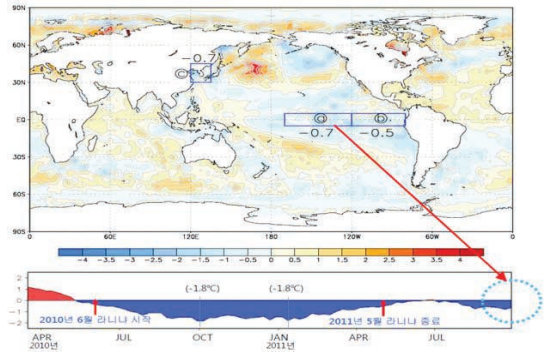 90N
60N
-0.7
ⓒ
30N
EQ
ⓐ ⓑ
-0.7 -0.5
30S
60S
90S
0 60E 120E 180 120W 60W 0
-4 -3.5 -3 -2.5 -2 -1.5 -1 -0.5 0 0.5 1 1.5 2 2.5 3 3.5 4
2
1
0
-1
-2
(-1.8℃) (-1.8℃)
2010년 6월 라니냐 시작 2011년 5월 라니냐 종료
APR JUL OCT JAN APR JUL
2010년 2011년